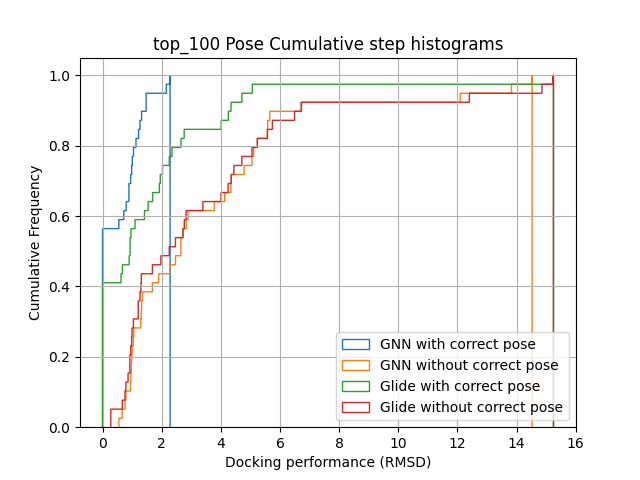 top_100 Pose Cumulative step histograms
1.0
0.8
0.6
0.4
0.2
0.0
Cumulative Frequency
GNN with correct pose
GNN without correct pose
Glide with correct pose
Glide without correct pose
0 2 4 6 8 10 12 14 16
Docking performance (RMSD)